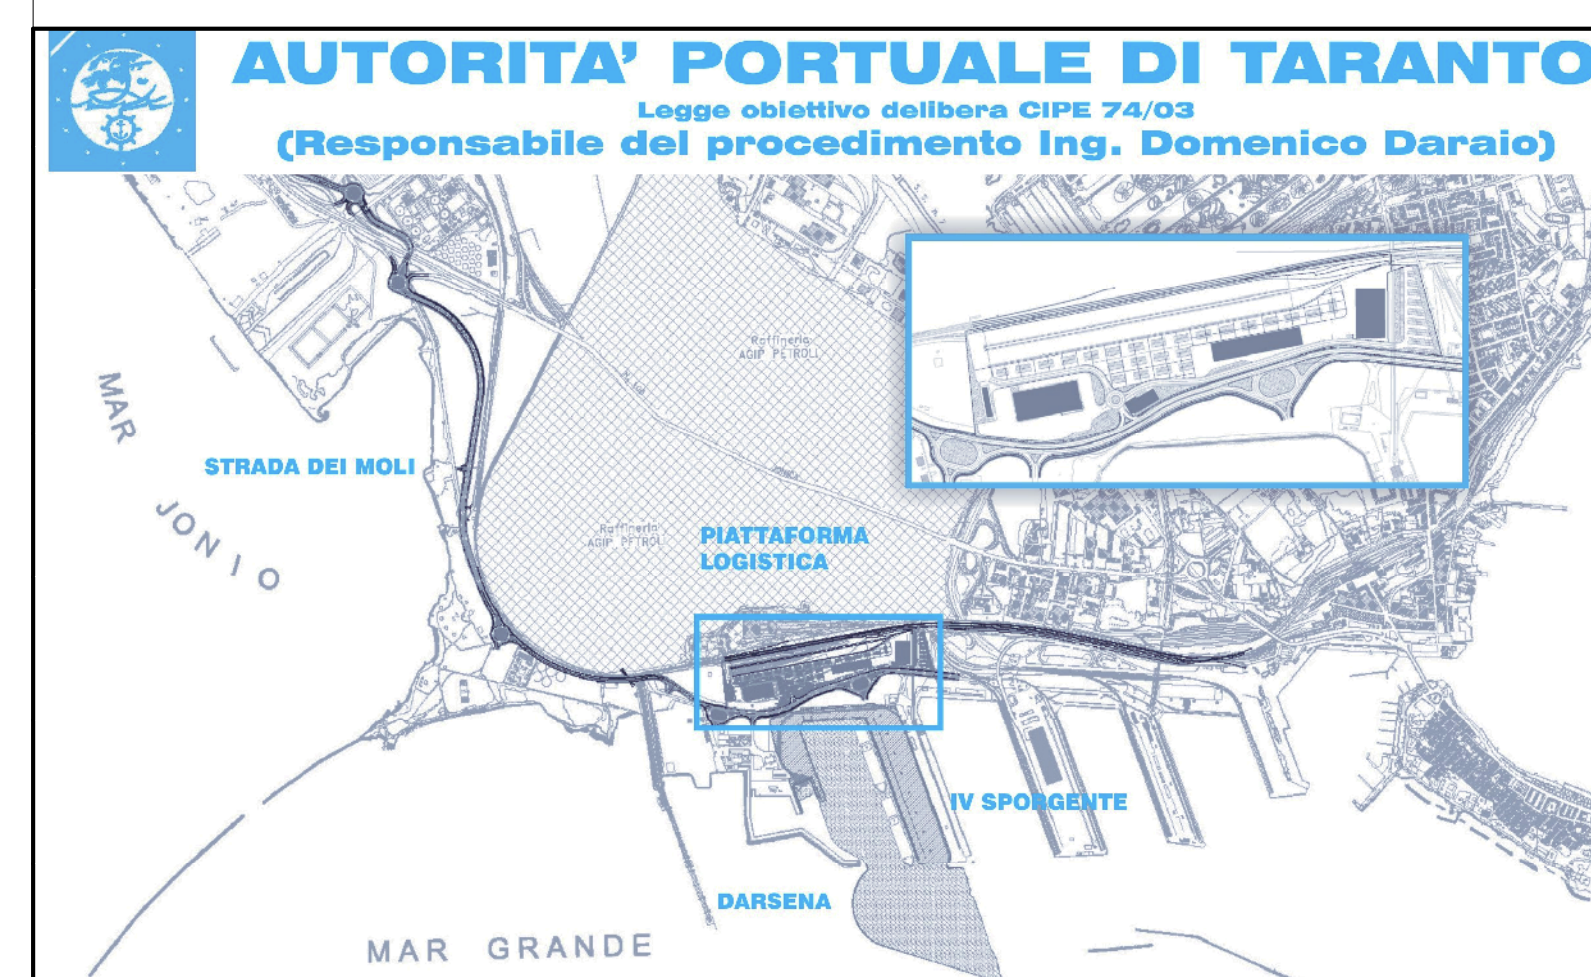 AUTORITA' PORTUALE DI TARANTO
Legge obiettivo delibera CIPE 74/03
(Responsabile del procedimento Ing. Domenico Daraio)
Raffineria
AGIP PETROLI
MAR
JONIO
STRADA DEI MOLI
Raffineria
AGIP PETROLI
PIATTAFORMA
LOGISTICA
IV SPORGENTE
DARSENA
MAR GRANDE